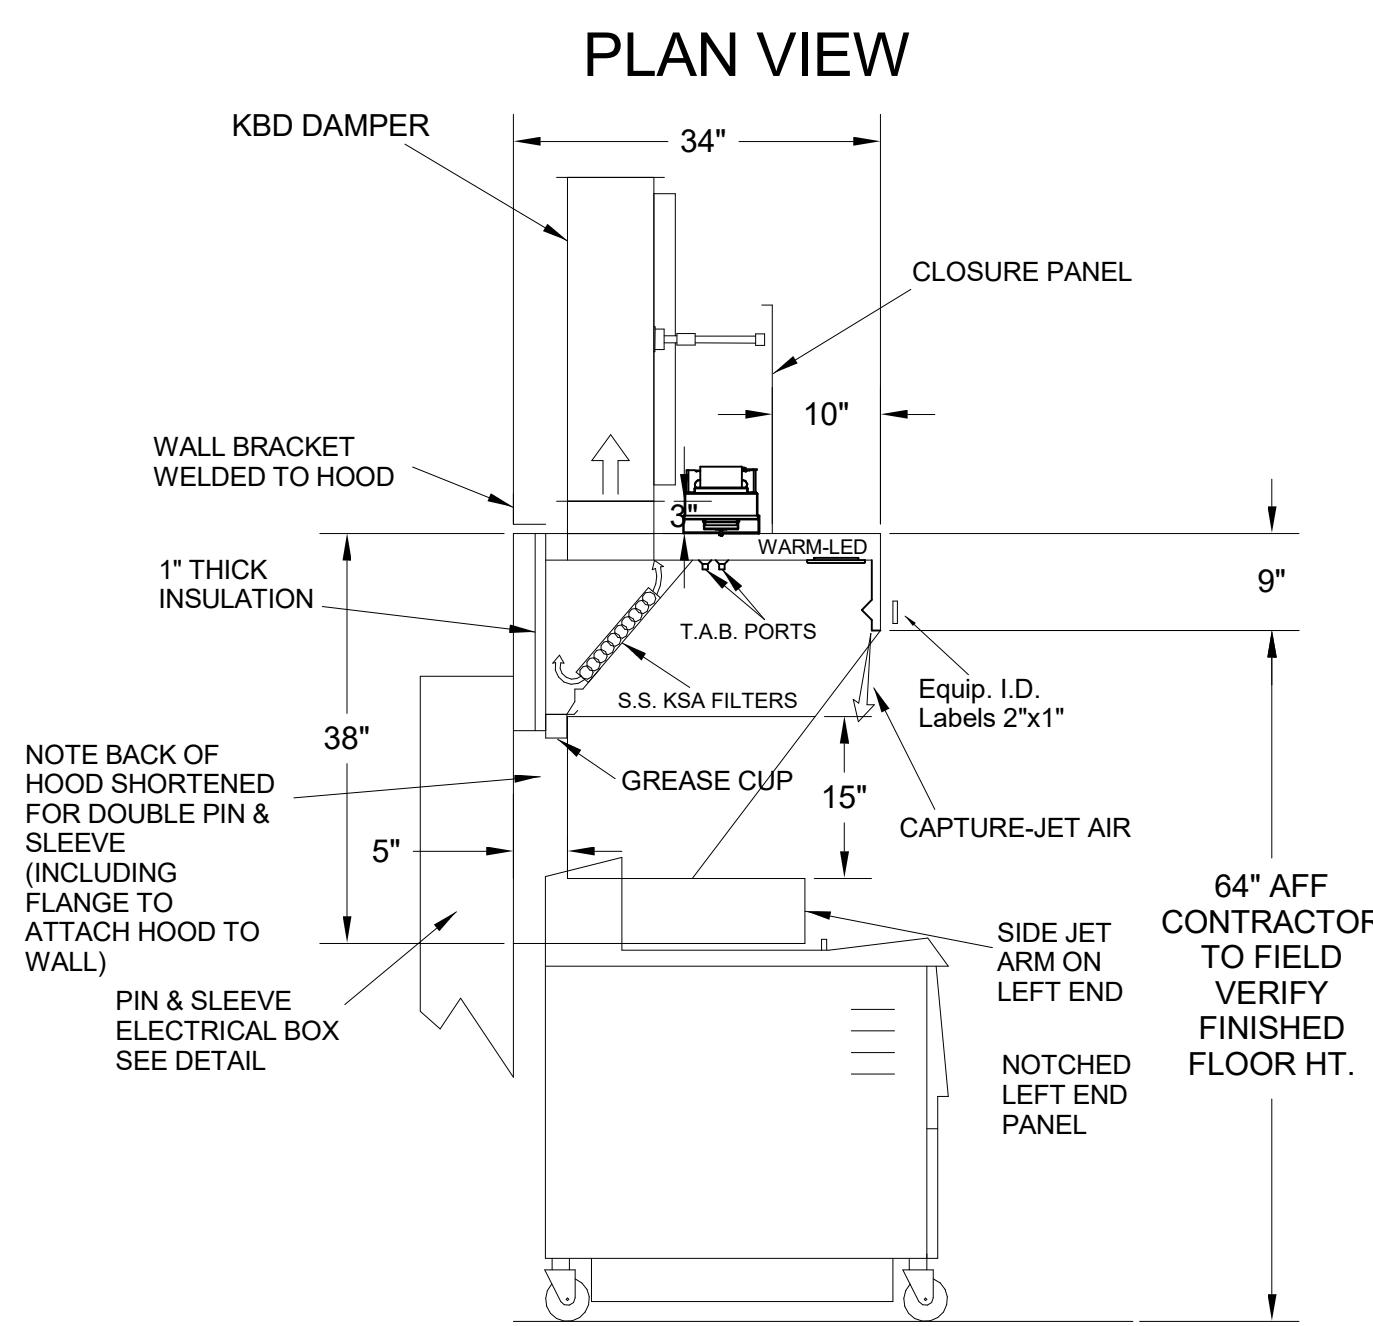 PLAN VIEW
KBD DAMPER
34"
CLOSURE PANEL
10"
WALL BRACKET
WELDED TO HOOD
3"
WARM-LED
1" THICK
INSULATION
9"
T.A.B. PORTS
S.S. KSA FILTERS
Equip. I.D.
Labels 2"x1"
38"
NOTE BACK OF
HOOD SHORTENED
FOR DOUBLE PIN &
SLEEVE
(INCLUDING
FLANGE TO
ATTACH HOOD TO
WALL)
GREASE CUP
15"
CAPTURE-JET AIR
5"
64" AFF
CONTRACTOR
TO FIELD
VERIFY
FINISHED
FLOOR HT.
SIDE JET
ARM ON
LEFT END
PIN & SLEEVE
ELECTRICAL BOX
SEE DETAIL
NOTCHED
LEFT END
PANEL